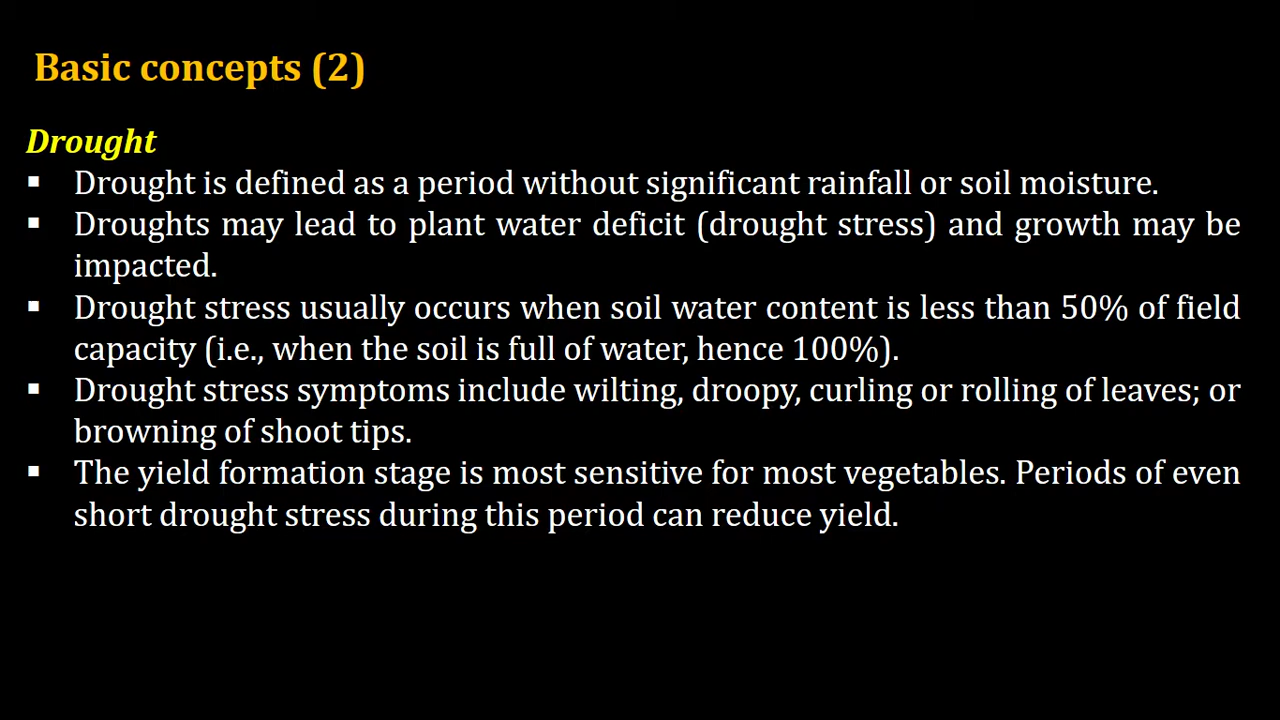 Basic concepts (2)
Drought
▪ Drought is defined as a period without significant rainfall or soil moisture.
▪ Droughts may lead to plant water deficit (drought stress) and growth may be
impacted.
▪ Drought stress usually occurs when soil water content is less than 50% of field
capacity (i.e., when the soil is full of water, hence 100%).
▪ Drought stress symptoms include wilting, droopy, curling or rolling of leaves; or
browning of shoot tips.
▪ The yield formation stage is most sensitive for most vegetables. Periods of even
short drought stress during this period can reduce yield.